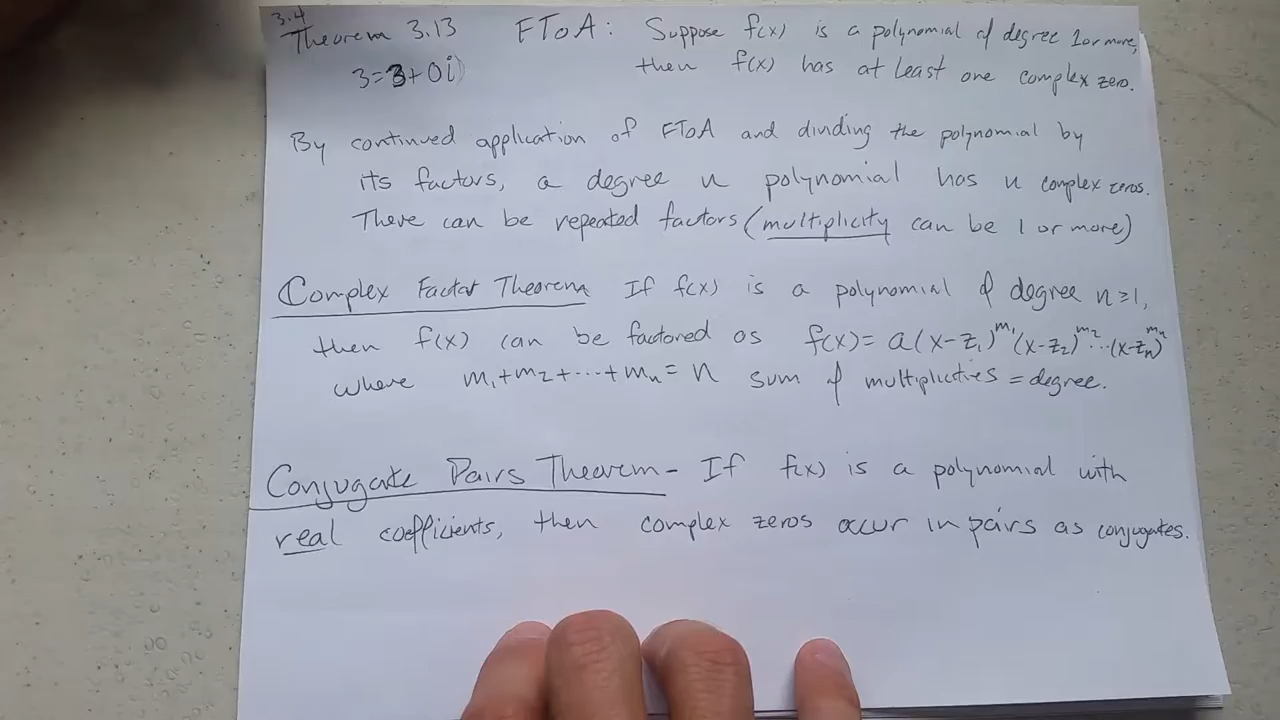 3.4
Theorem 3.13 FToA: Suppose f(x) is a polynomial of degree 1 or more,
3=3+0i) then f(x) has at least one complex zero.
By continued application of FToA and dividing the polynomial by
its factors, a degree n polynomial has n complex zeros.
There can be repeated factors (multiplicity can be 1 or more)
Complex Factor Theorem If f(x) is a polynomial of degree n≥1,
then f(x) can be factored as f(x)= a(x-z₁)^m₁(x-z₂)^m₂...(x-zₙ)^mₙ
where m₁+m₂+...+mₙ= n sum of multiplicities = degree.
Conjugate Pairs Theorem- If f(x) is a polynomial with
real coefficients, then complex zeros occur in pairs as conjugates.